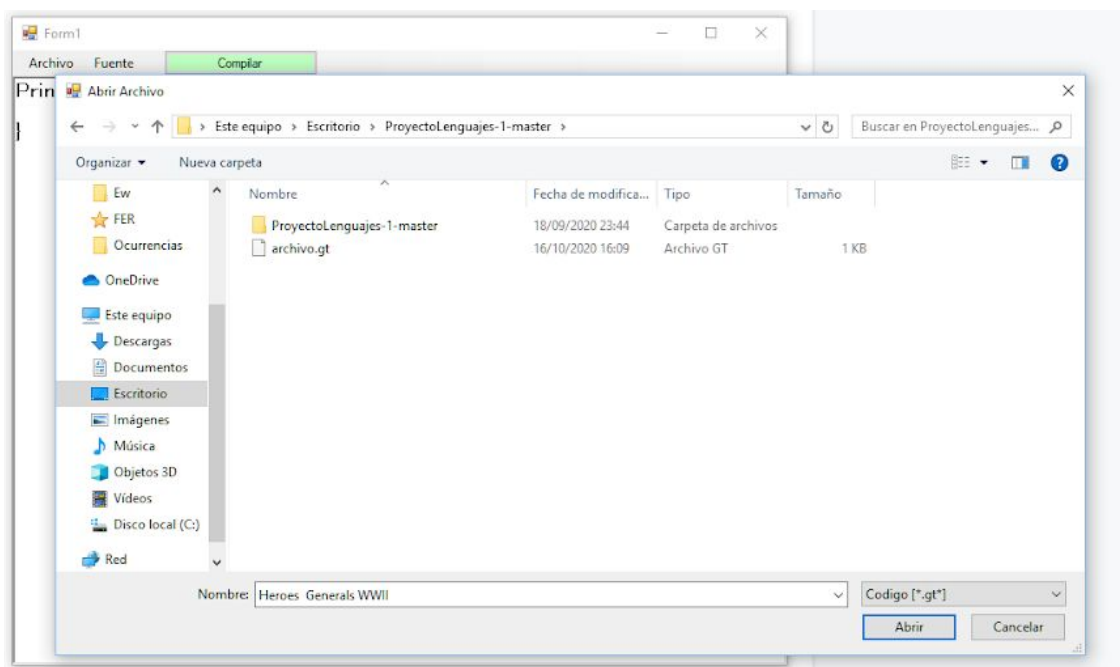 Form1
Archivo Fuente Compilar
Prin
}
Abrir Archivo
Este equipo > Escritorio > ProyectoLenguajes-1-master >
Buscar en ProyectoLenguajes...
Organizar Nueva carpeta
Ew
FER
Ocurrencias
OneDrive
Este equipo
Descargas
Documentos
Escritorio
Imágenes
Música
Objetos 3D
Vídeos
Disco local (C:)
Red
Nombre Fecha de modifica... Tipo Tamaño
ProyectoLenguajes-1-master 18/09/2020 23:44 Carpeta de archivos
archivo.gt 16/10/2020 16:09 Archivo GT 1 KB
Nombre: Heroes Generals WWII Codigo [*.gt*]
Abrir Cancelar